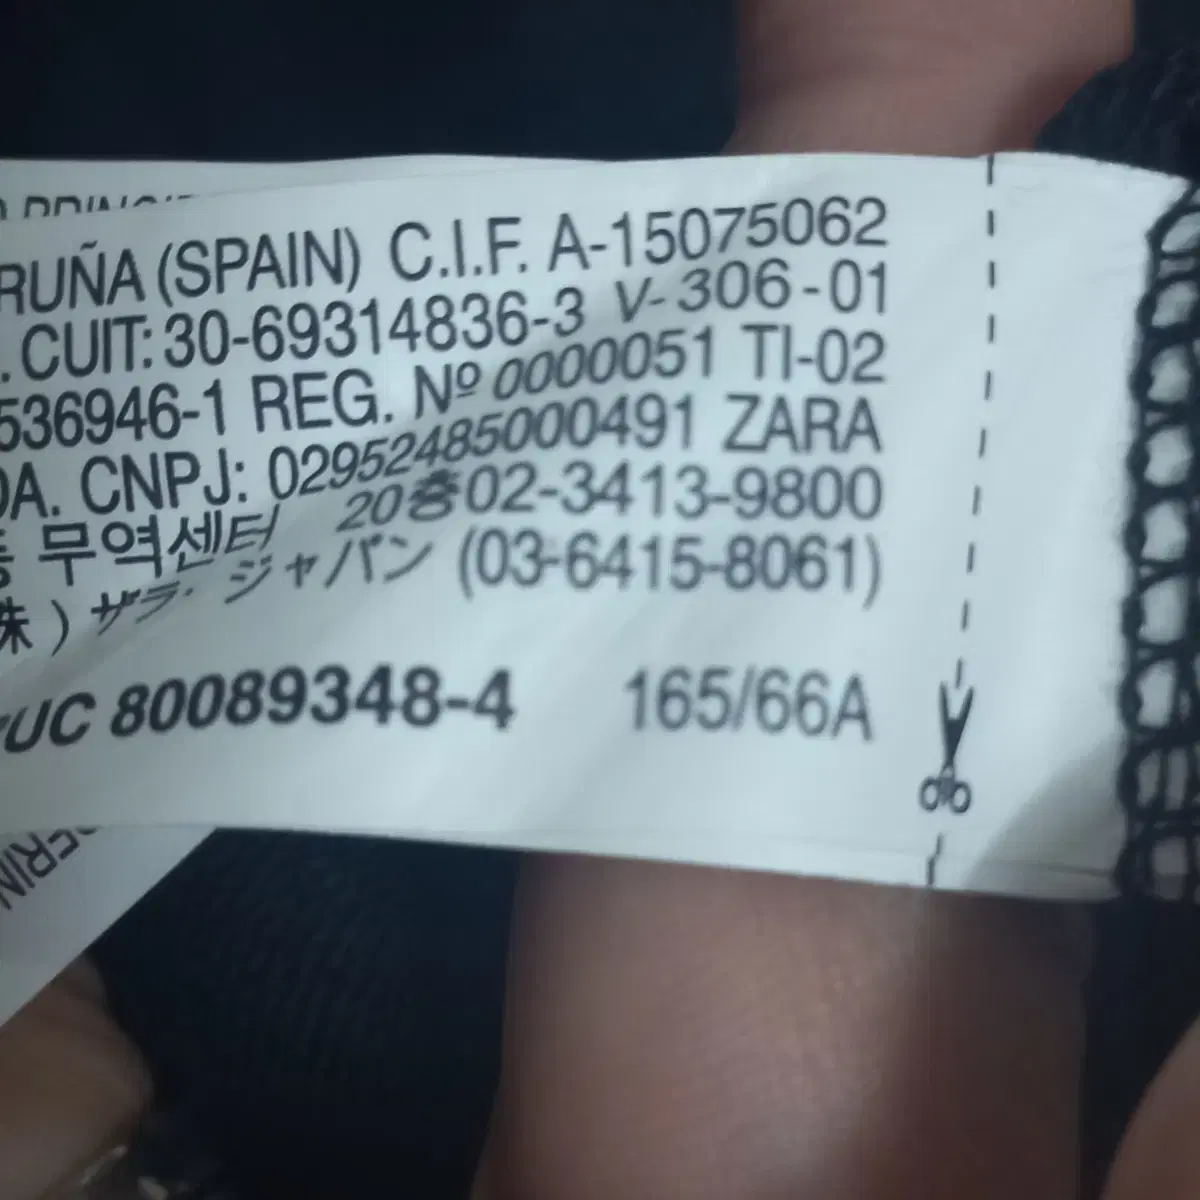 RUÑA (SPAIN) C.I.F. A-15075062
. CUIT: 30-69314836-3 V-306-01
536946-1 REG. Nº 0000051 TI-02
DA. CNPJ: 02952485000491 ZARA
무역센터 20층 02-3413-9800
株) ザラ・ジャパン (03-6415-8061)
UC 80089348-4 165/66A